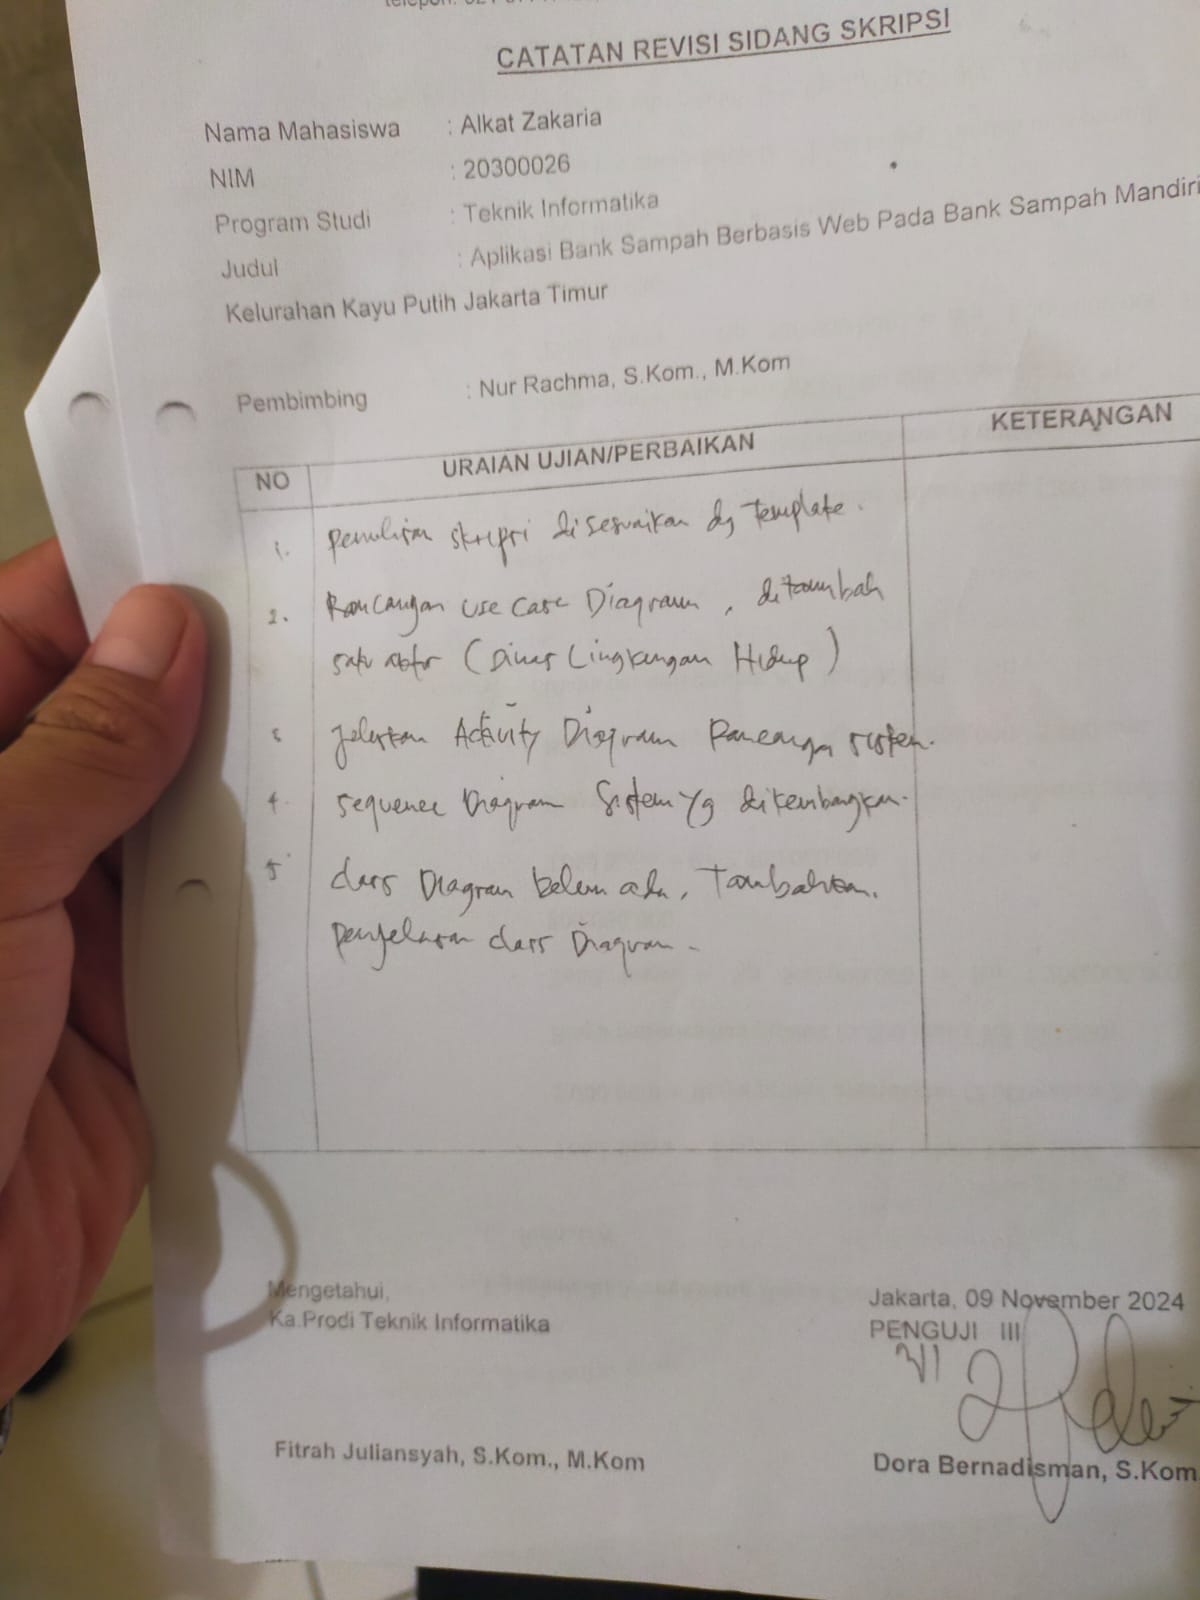 CATATAN REVISI SIDANG SKRIPSI
Nama Mahasiswa : Alkat Zakaria
NIM : 20300026
Program Studi : Teknik Informatika
Judul : Aplikasi Bank Sampah Berbasis Web Pada Bank Sampah Mandiri
Kelurahan Kayu Putih Jakarta Timur
Pembimbing : Nur Rachma, S.Kom., M.Kom
NO URAIAN UJIAN/PERBAIKAN KETERANGAN
1. penulisan skripsi disesuaikan dg template.
2. Rancangan Use Case Diagram, ditambah
satu aktor (Dinas Lingkungan Hidup)
3 jelaskan Activity Diagram Rancangan sistem.
4. sequence Diagram Sistem yg dikembangkan.
5 class Diagram belum ada, Tambahkan.
penjelasan class Diagram.
Mengetahui,
Ka.Prodi Teknik Informatika
Jakarta, 09 November 2024
PENGUJI III
Fitrah Juliansyah, S.Kom., M.Kom
Dora Bernadisman, S.Kom